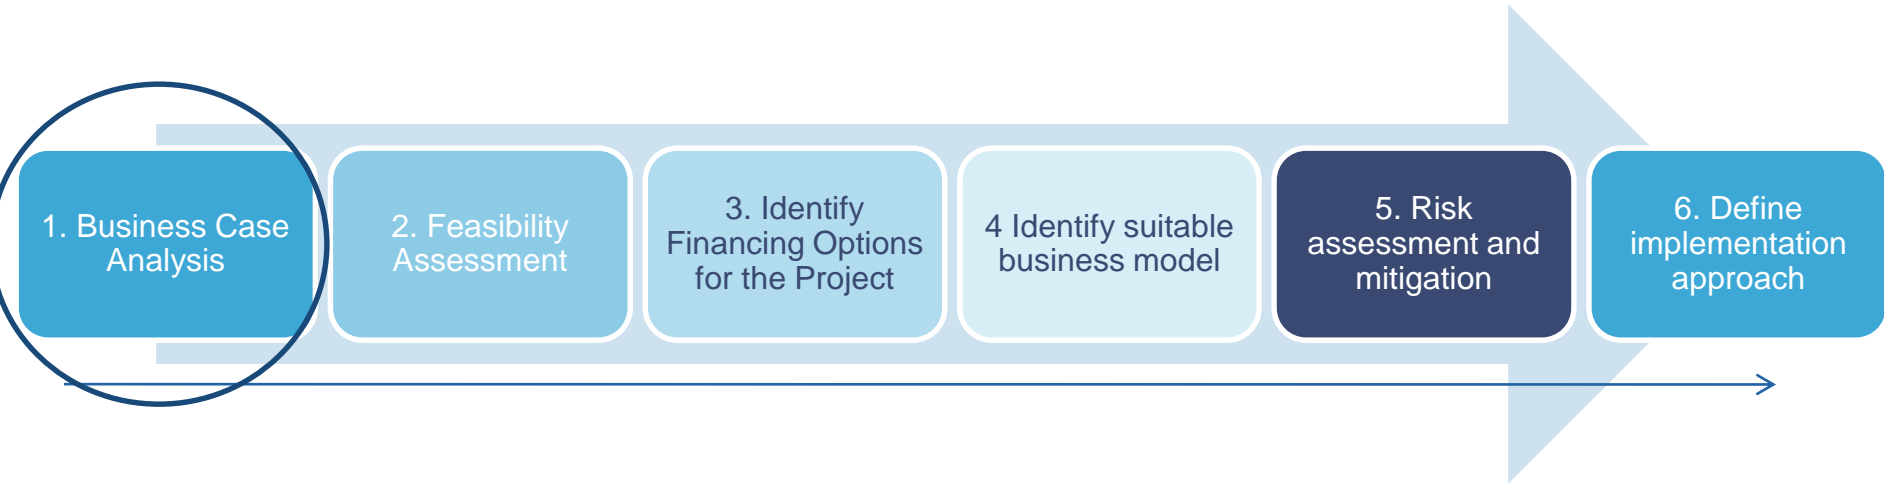 1. Business Case
Analysis
2. Feasibility
Assessment
3. Identify
Financing Options
for the Project
4 Identify suitable
business model
5. Risk
assessment and
mitigation
6. Define
implementation
approach